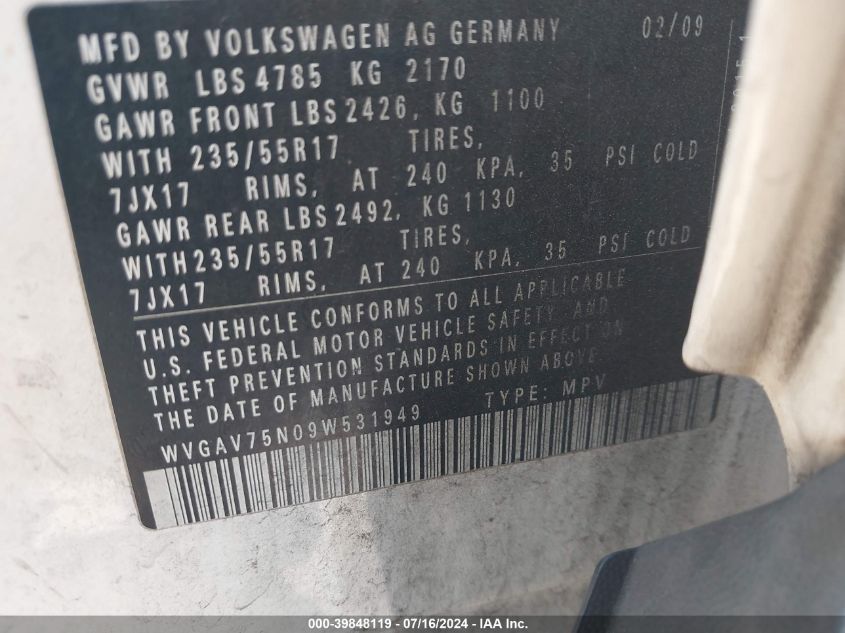 MFD BY VOLKSWAGEN AG GERMANY 02/09
GVWR LBS 4785 KG 2170
GAWR FRONT LBS 2426, KG 1100
WITH 235/55R17 TIRES,
7JX17 RIMS, AT 240 KPA, 35 PSI COLD
GAWR REAR LBS 2492, KG 1130
WITH 235/55R17 TIRES,
7JX17 RIMS, AT 240 KPA, 35 PSI COLD
THIS VEHICLE CONFORMS TO ALL APPLICABLE
U.S. FEDERAL MOTOR VEHICLE SAFETY AND
THEFT PREVENTION STANDARDS IN EFFECT ON
THE DATE OF MANUFACTURE SHOWN ABOVE
WVGAV75N09W531949 TYPE: MPV
000-39848119 - 07/16/2024 - IAAI Inc.